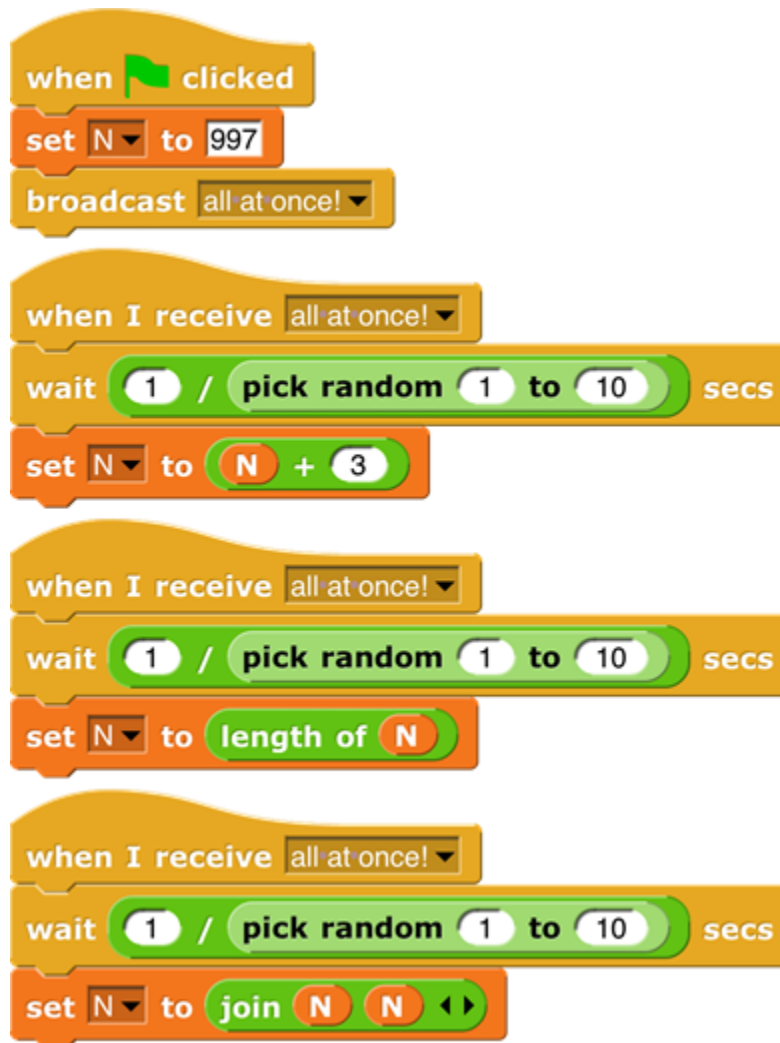 when clicked
set N to 997
broadcast all at once!
when I receive all at once!
wait 1 / pick random 1 to 10 secs
set N to N + 3
when I receive all at once!
wait 1 / pick random 1 to 10 secs
set N to length of N
when I receive all at once!
wait 1 / pick random 1 to 10 secs
set N to join N N